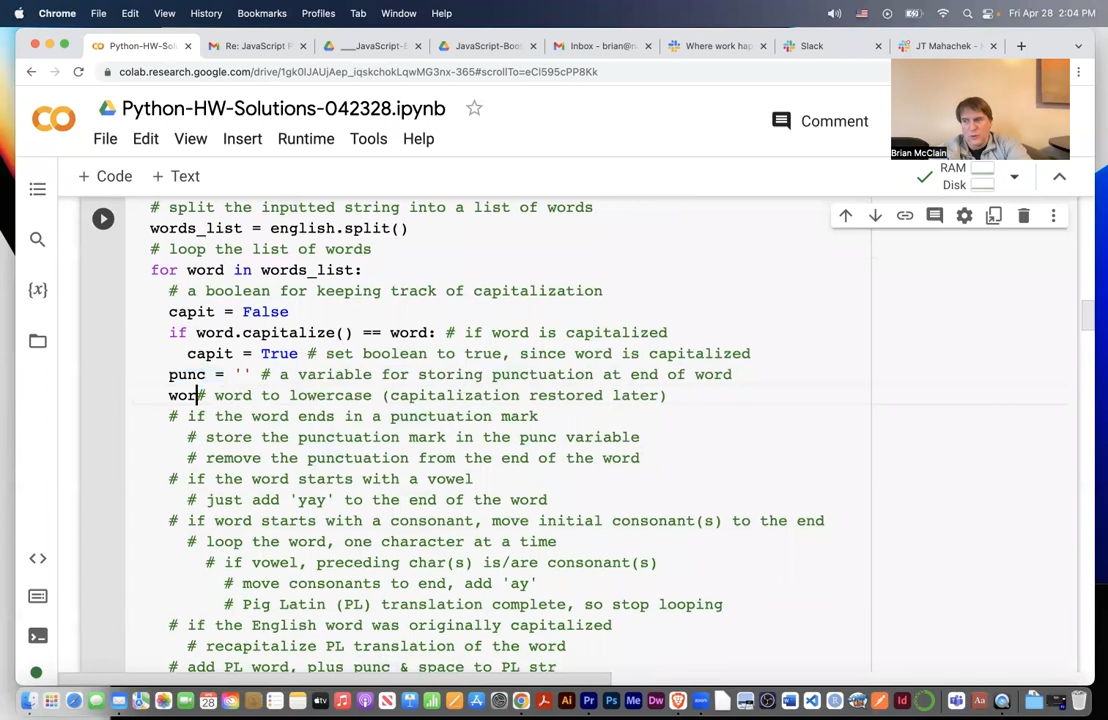 Chrome File Edit View History Bookmarks Profiles Tab Window Help Fri Apr 28 2:04 PM
Python-HW-Solu Re: JavaScript P ___JavaScript-E JavaScript-Boo Inbox - brian@n Where work hap Slack JT Mahachek - M
colab.research.google.com/drive/
Python-HW-Solutions-042328.ipynb
File Edit View Insert Runtime Tools Help
Comment
Brian McClain
+ Code + Text
RAM
Disk
# split the inputted string into a list of words
words_list = english.split()
# loop the list of words
for word in words_list:
# a boolean for keeping track of capitalization
capit = False
if word.capitalize() == word: # if word is capitalized
capit = True # set boolean to true, since word is capitalized
punc = '' # a variable for storing punctuation at end of word
wor# word to lowercase (capitalization restored later)
# if the word ends in a punctuation mark
# store the punctuation mark in the punc variable
# remove the punctuation from the end of the word
# if the word starts with a vowel
# just add 'yay' to the end of the word
# if word starts with a consonant, move initial consonant(s) to the end
# loop the word, one character at a time
# if vowel, preceding char(s) is/are consonant(s)
# move consonants to end, add 'ay'
# Pig Latin (PL) translation complete, so stop looping
# if the English word was originally capitalized
# recapitalize PL translation of the word
# add PL word, plus punc & space to PL str